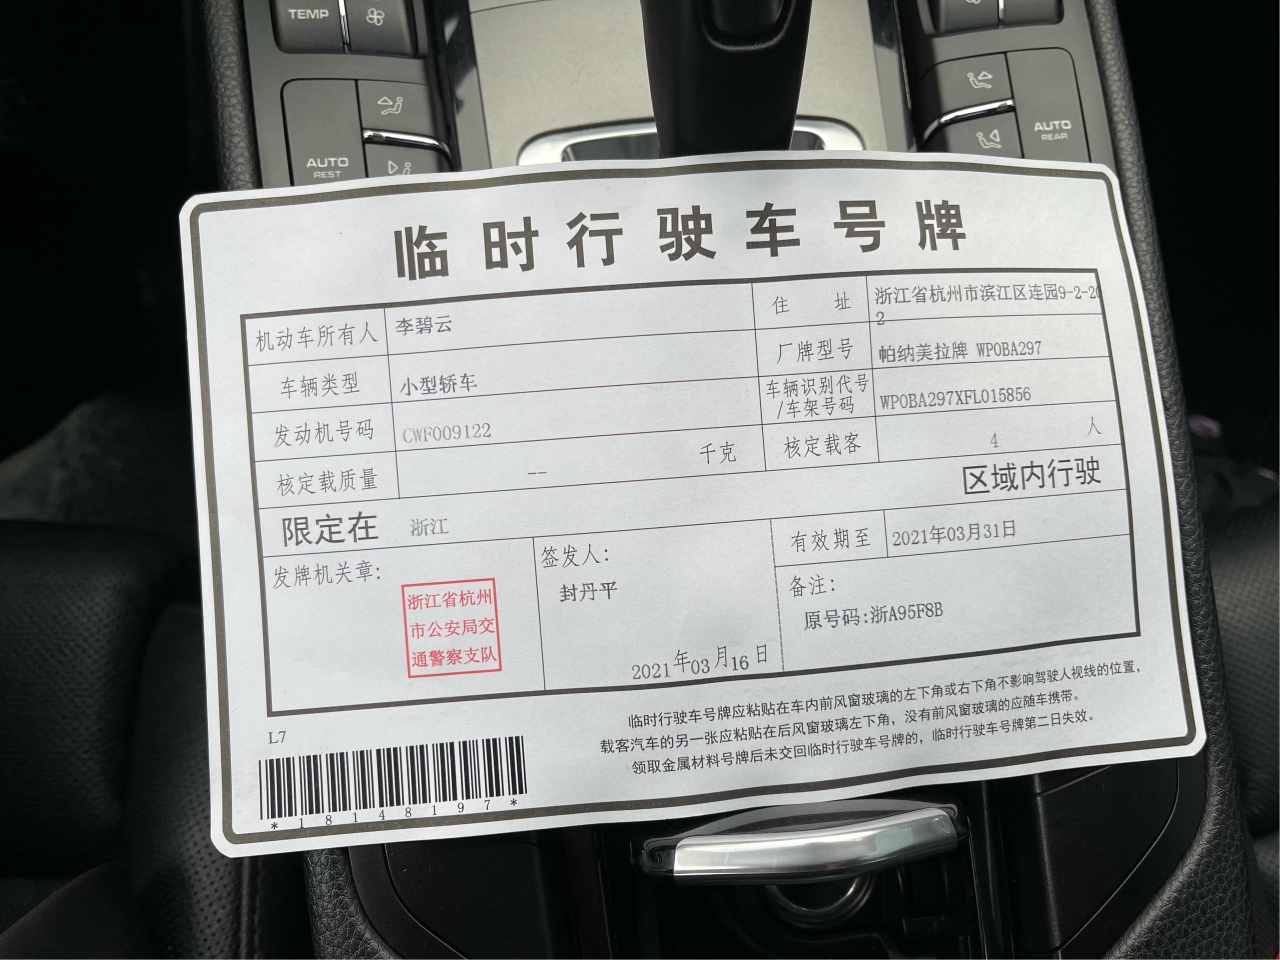 TEMP
AUTO
REST
AUTO
REAR
临时行驶车号牌
机动车所有人 李碧云 住 址 浙江省杭州市滨江区连园9-2-202
车辆类型 小型轿车 厂牌型号 帕纳美拉牌 WP0BA297
发动机号码 CWF009122 车辆识别代号/车架号码 WP0BA297XFL015856
核定载质量 -- 千克 核定载客 4 人
限定在 浙江 区域内行驶
发牌机关章:
浙江省杭州
市公安局交
通警察支队
签发人:
封丹平
2021年03月16日
有效期至 2021年03月31日
备注:
原号码:浙A95F8B
L7
*18148197*
临时行驶车号牌应粘贴在车内前风窗玻璃的左下角或右下角不影响驾驶人视线的位置,
载客汽车的另一张应粘贴在后风窗玻璃左下角,没有前风窗玻璃的应随车携带。
领取金属材料号牌后未交回临时行驶车号牌的,临时行驶车号牌第二日失效。